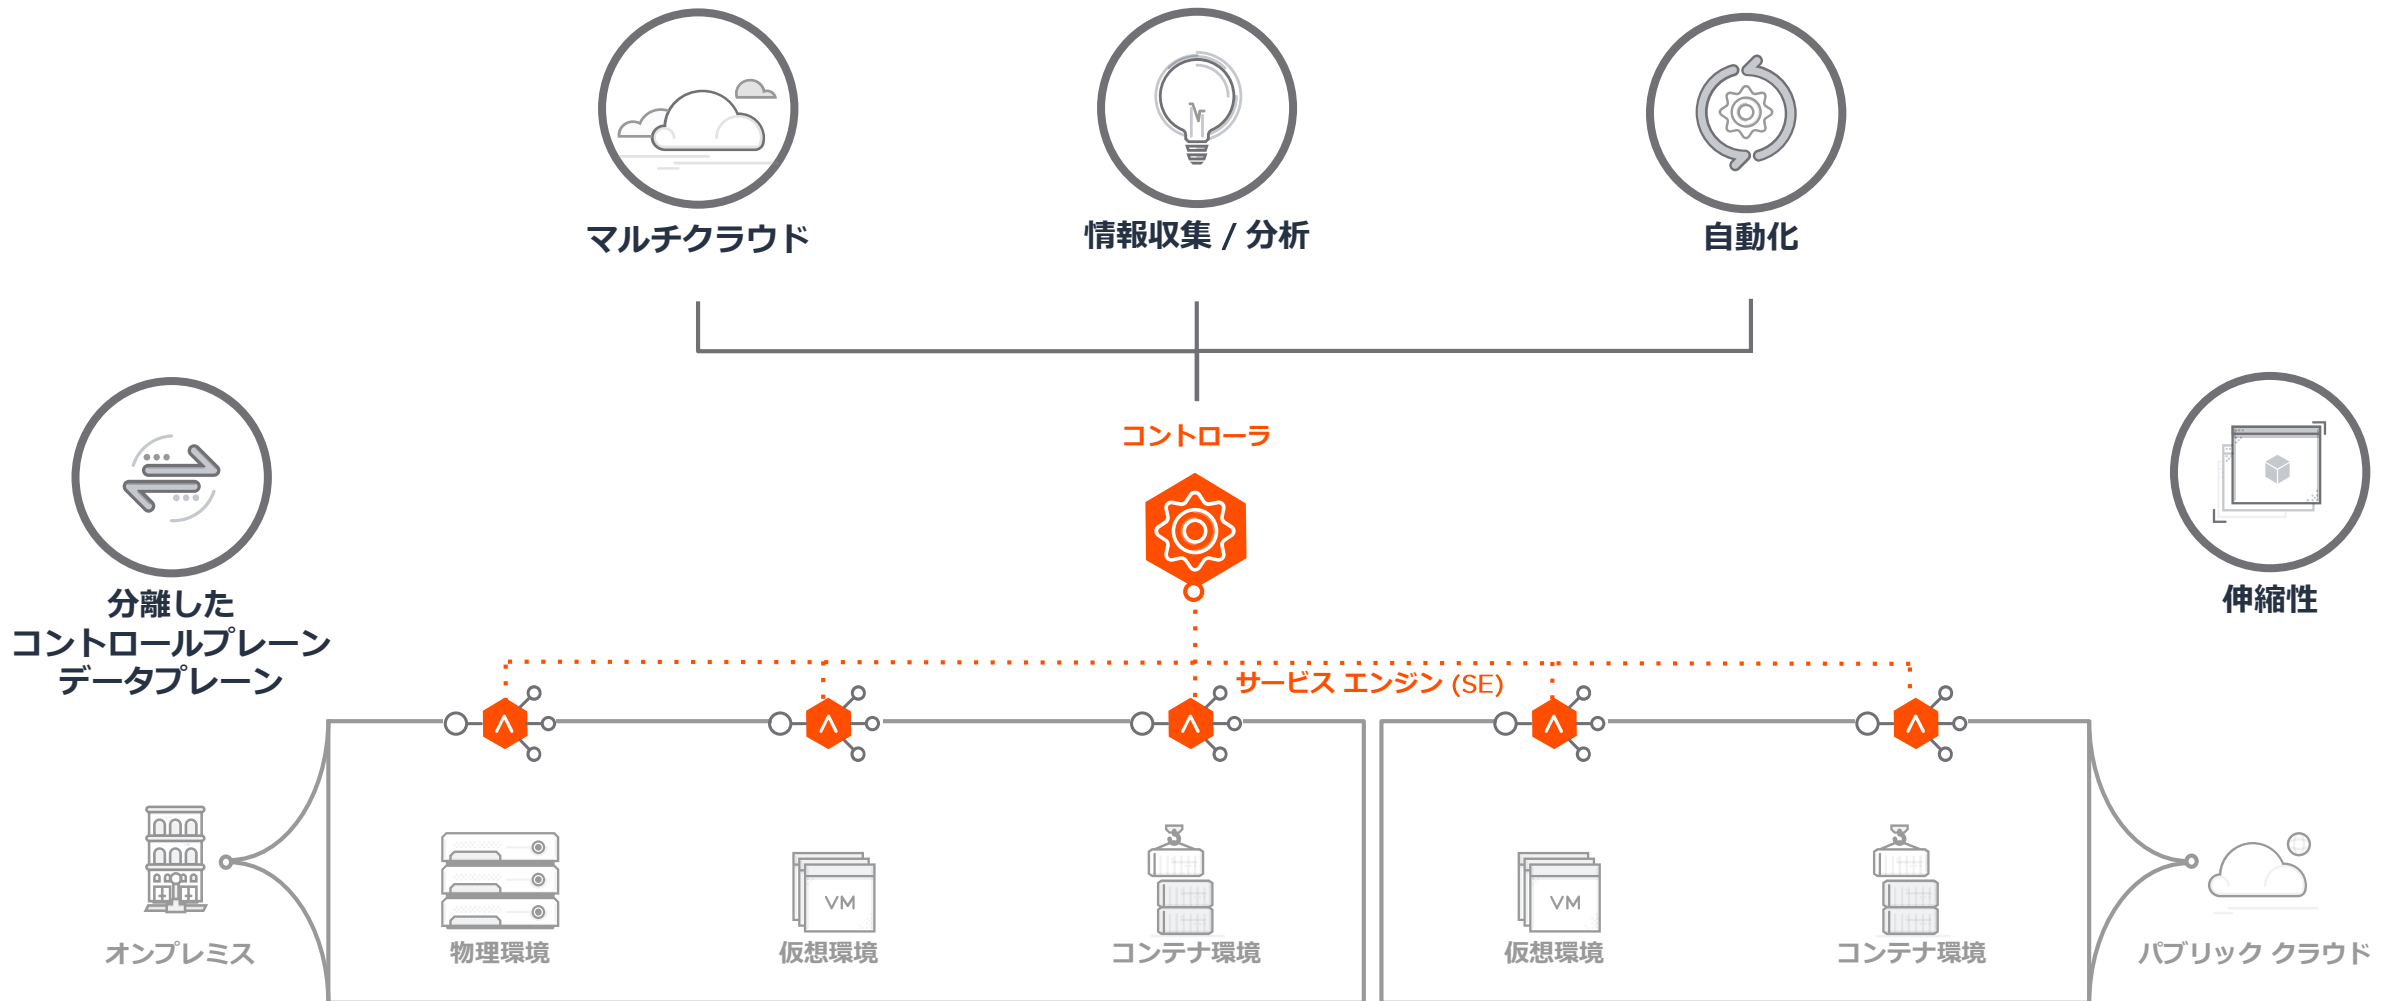 マルチクラウド
情報収集 / 分析
自動化
コントローラ
分離した
コントロールプレーン
データプレーン
伸縮性
サービス エンジン (SE)
VM
VM
オンプレミス
物理環境
仮想環境
コンテナ環境
仮想環境
コンテナ環境
パブリック クラウド